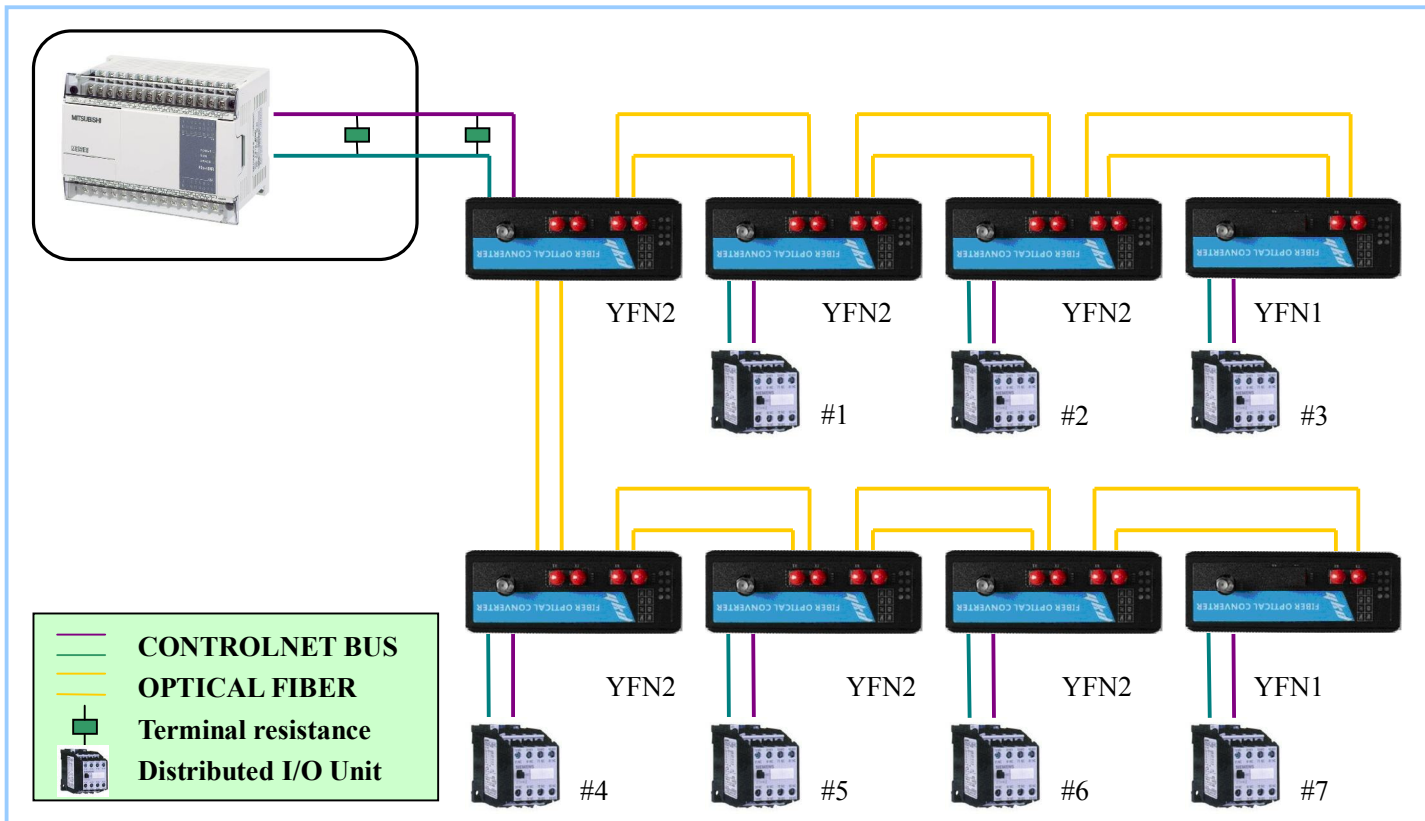 MITSUBISHI
FIBER OPTICAL CONVERTER
FIBER OPTICAL CONVERTER
FIBER OPTICAL CONVERTER
FIBER OPTICAL CONVERTER
YFN2
YFN2
YFN2
YFN1
#1
#2
#3
FIBER OPTICAL CONVERTER
FIBER OPTICAL CONVERTER
FIBER OPTICAL CONVERTER
FIBER OPTICAL CONVERTER
YFN2
YFN2
YFN2
YFN1
#4
#5
#6
#7
CONTROLNET BUS
OPTICAL FIBER
Terminal resistance
Distributed I/O Unit